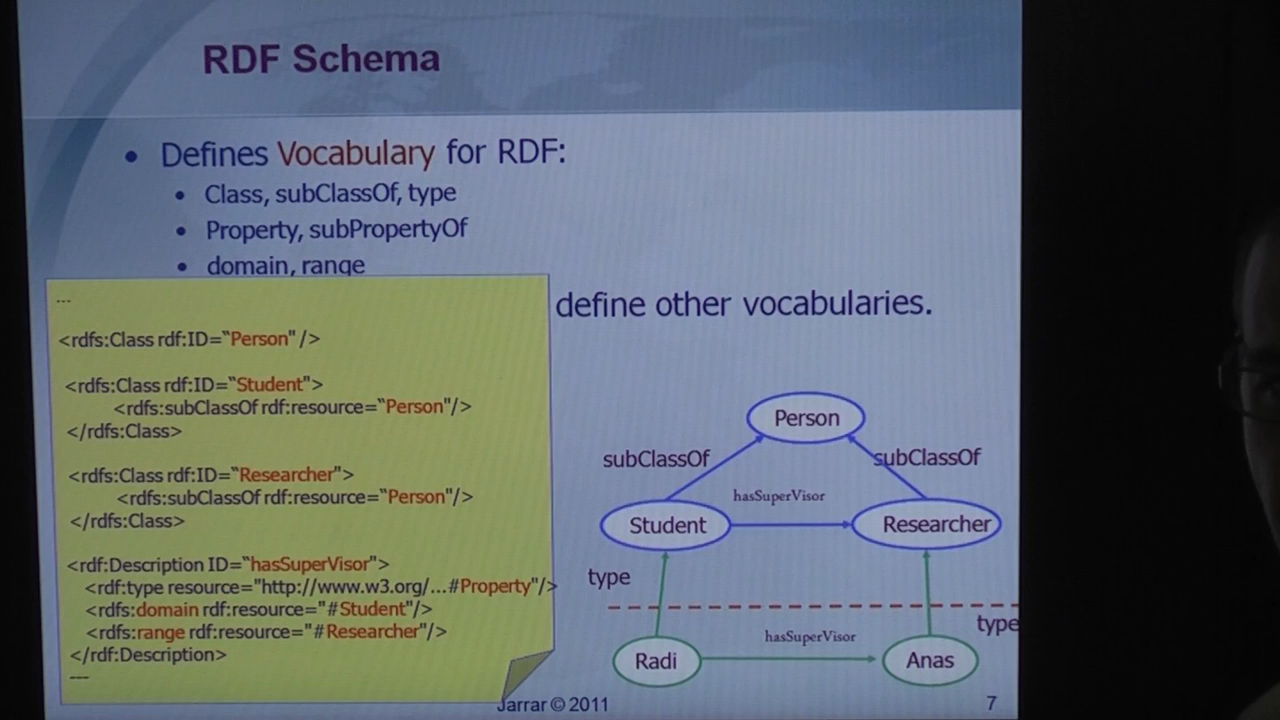 RDF Schema
• Defines Vocabulary for RDF:
• Class, subClassOf, type
• Property, subPropertyOf
• domain, range
define other vocabularies.
...
<rdfs:Class rdf:ID="Person" />
<rdfs:Class rdf:ID="Student">
<rdfs:subClassOf rdf:resource="Person"/>
</rdfs:Class>
<rdfs:Class rdf:ID="Researcher">
<rdfs:subClassOf rdf:resource="Person"/>
</rdfs:Class>
<rdf:Description ID="hasSuperVisor">
<rdf:type resource="http://www.w3.org/...#Property"/>
<rdfs:domain rdf:resource="#Student"/>
<rdfs:range rdf:resource="#Researcher"/>
</rdf:Description>
---
Person
subClassOf
subClassOf
hasSuperVisor
Student
Researcher
type
type
hasSuperVisor
Radi
Anas
Jarrar © 2011
7